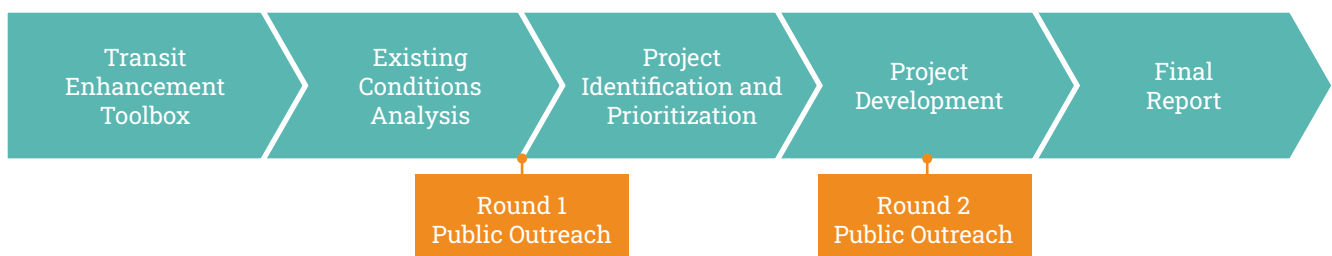 Transit
Enhancement
Toolbox
Existing
Conditions
Analysis
Project
Identification and
Prioritization
Project
Development
Final
Report
Round 1
Public Outreach
Round 2
Public Outreach